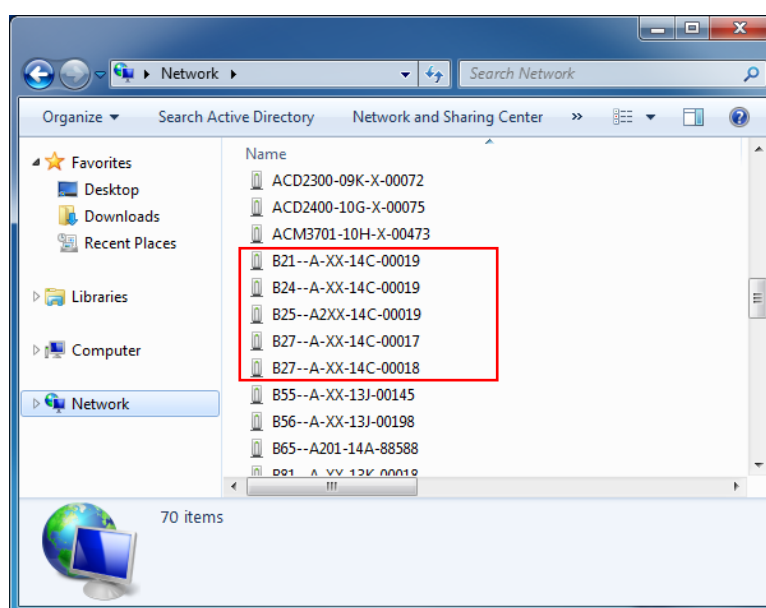 Network
Search Network
Organize Search Active Directory Network and Sharing Center »
Favorites
Desktop
Downloads
Recent Places
Libraries
Computer
Network
Name
ACD2300-09K-X-00072
ACD2400-10G-X-00075
ACM3701-10H-X-00473
B21--A-XX-14C-00019
B24--A-XX-14C-00019
B25--A2XX-14C-00019
B27--A-XX-14C-00017
B27--A-XX-14C-00018
B55--A-XX-13J-00145
B56--A-XX-13J-00198
B65--A201-14A-88588
70 items